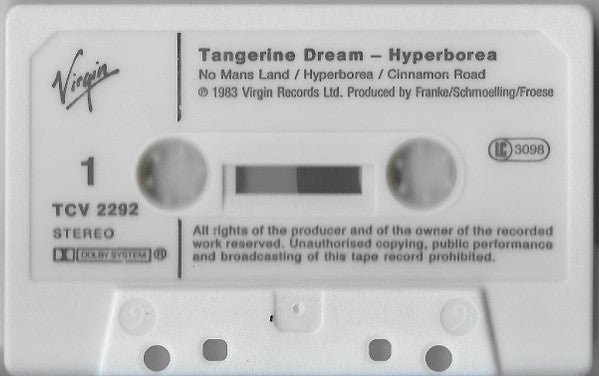 Virgin
Tangerine Dream – Hyperborea
No Mans Land / Hyperborea / Cinnamon Road
℗ 1983 Virgin Records Ltd. Produced by Franke/Schmoelling/Froese
LC 3098
1
TCV 2292
STEREO
DOLBY SYSTEM ®
All rights of the producer and of the owner of the recorded
work reserved. Unauthorised copying, public performance
and broadcasting of this tape record prohibited.